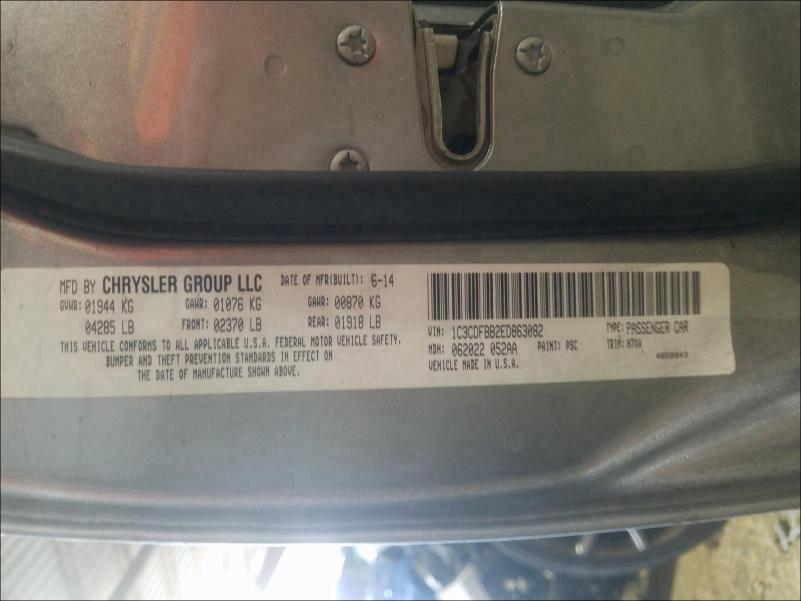 MFD BY CHRYSLER GROUP LLC DATE OF MFR(BUILT): 6-14
GVWR: 01944 KG GAWR: 01076 KG GAWR: 00870 KG
04285 LB FRONT: 02370 LB REAR: 01918 LB
THIS VEHICLE CONFORMS TO ALL APPLICABLE U.S.A. FEDERAL MOTOR VEHICLE SAFETY,
BUMPER AND THEFT PREVENTION STANDARDS IN EFFECT ON
THE DATE OF MANUFACTURE SHOWN ABOVE.
VIN: 1C3CDFBB2ED863082 TYPE: PASSENGER CAR
MDH: 062022 052AA PAINT: PSC TRIM:
VEHICLE MADE IN U.S.A.